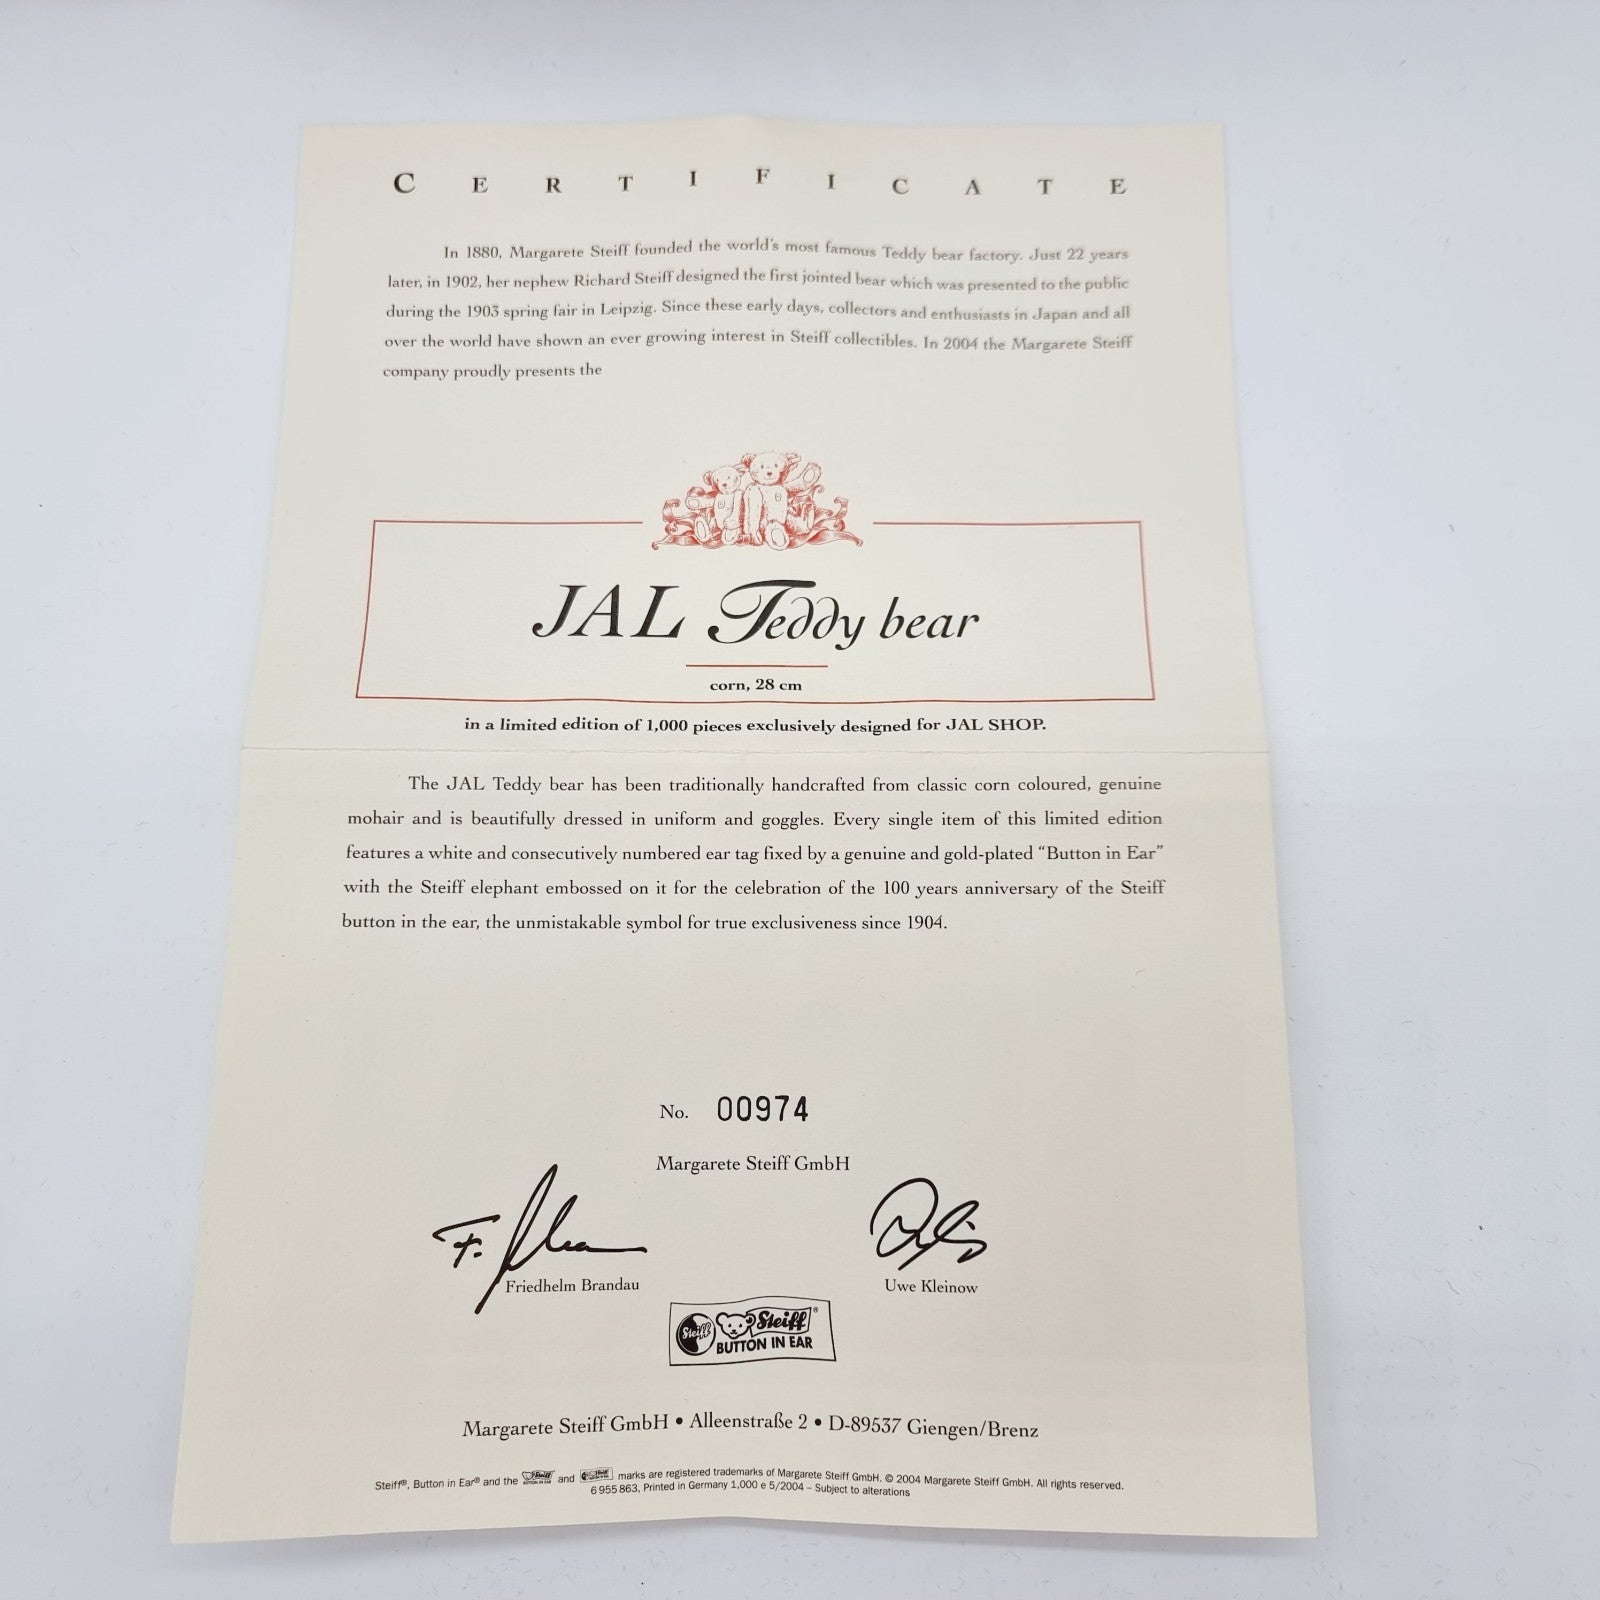 CERTIFICATE
In 1880, Margarete Steiff founded the world's most famous Teddy bear factory. Just 22 years
later, in 1902, her nephew Richard Steiff designed the first jointed bear which was presented to the public
during the 1903 spring fair in Leipzig. Since these early days, collectors and enthusiasts in Japan and all
over the world have shown an ever growing interest in Steiff collectibles. In 2004 the Margarete Steiff
company proudly presents the
JAL Teddy bear
corn, 28 cm
in a limited edition of 1,000 pieces exclusively designed for JAL SHOP.
The JAL Teddy bear has been traditionally handcrafted from classic corn coloured, genuine
mohair and is beautifully dressed in uniform and goggles. Every single item of this limited edition
features a white and consecutively numbered ear tag fixed by a genuine and gold-plated “Button in Ear”
with the Steiff elephant embossed on it for the celebration of the 100 years anniversary of the Steiff
button in the ear, the unmistakable symbol for true exclusiveness since 1904.
No. 00974
Margarete Steiff GmbH
Friedhelm Brandau Uwe Kleinow
Steiff Steiff®
BUTTON IN EAR
Margarete Steiff GmbH • Alleenstraße 2 • D-89537 Giengen/Brenz
Steiff®, Button in Ear® and the and marks are registered trademarks of Margarete Steiff GmbH. © 2004 Margarete Steiff GmbH. All rights reserved.
6 955 863, Printed in Germany 1,000 e 5/2004 – Subject to alterations